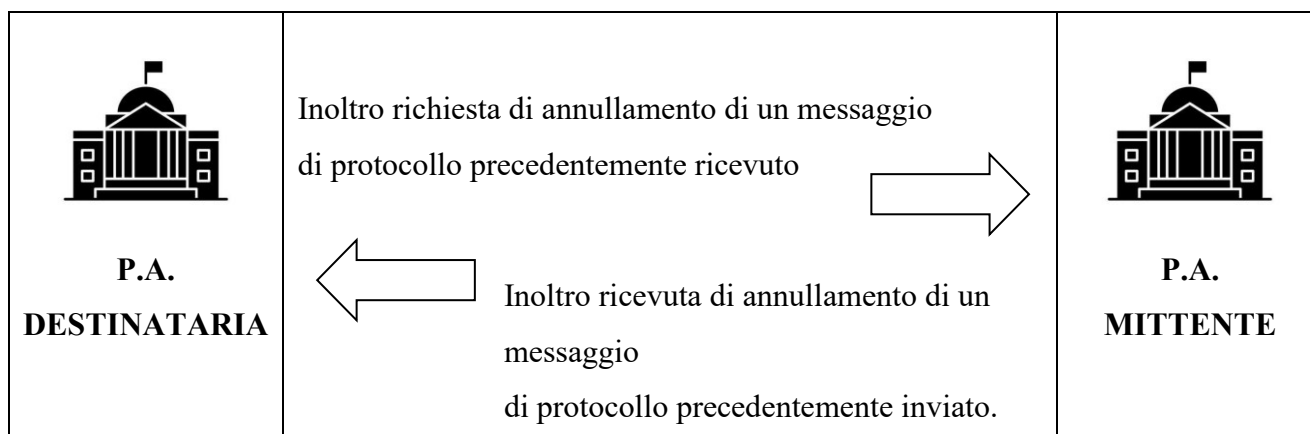 P.A.
DESTINATARIA
Inoltro richiesta di annullamento di un messaggio
di protocollo precedentemente ricevuto
Inoltro ricevuta di annullamento di un
messaggio
di protocollo precedentemente inviato.
P.A.
MITTENTE